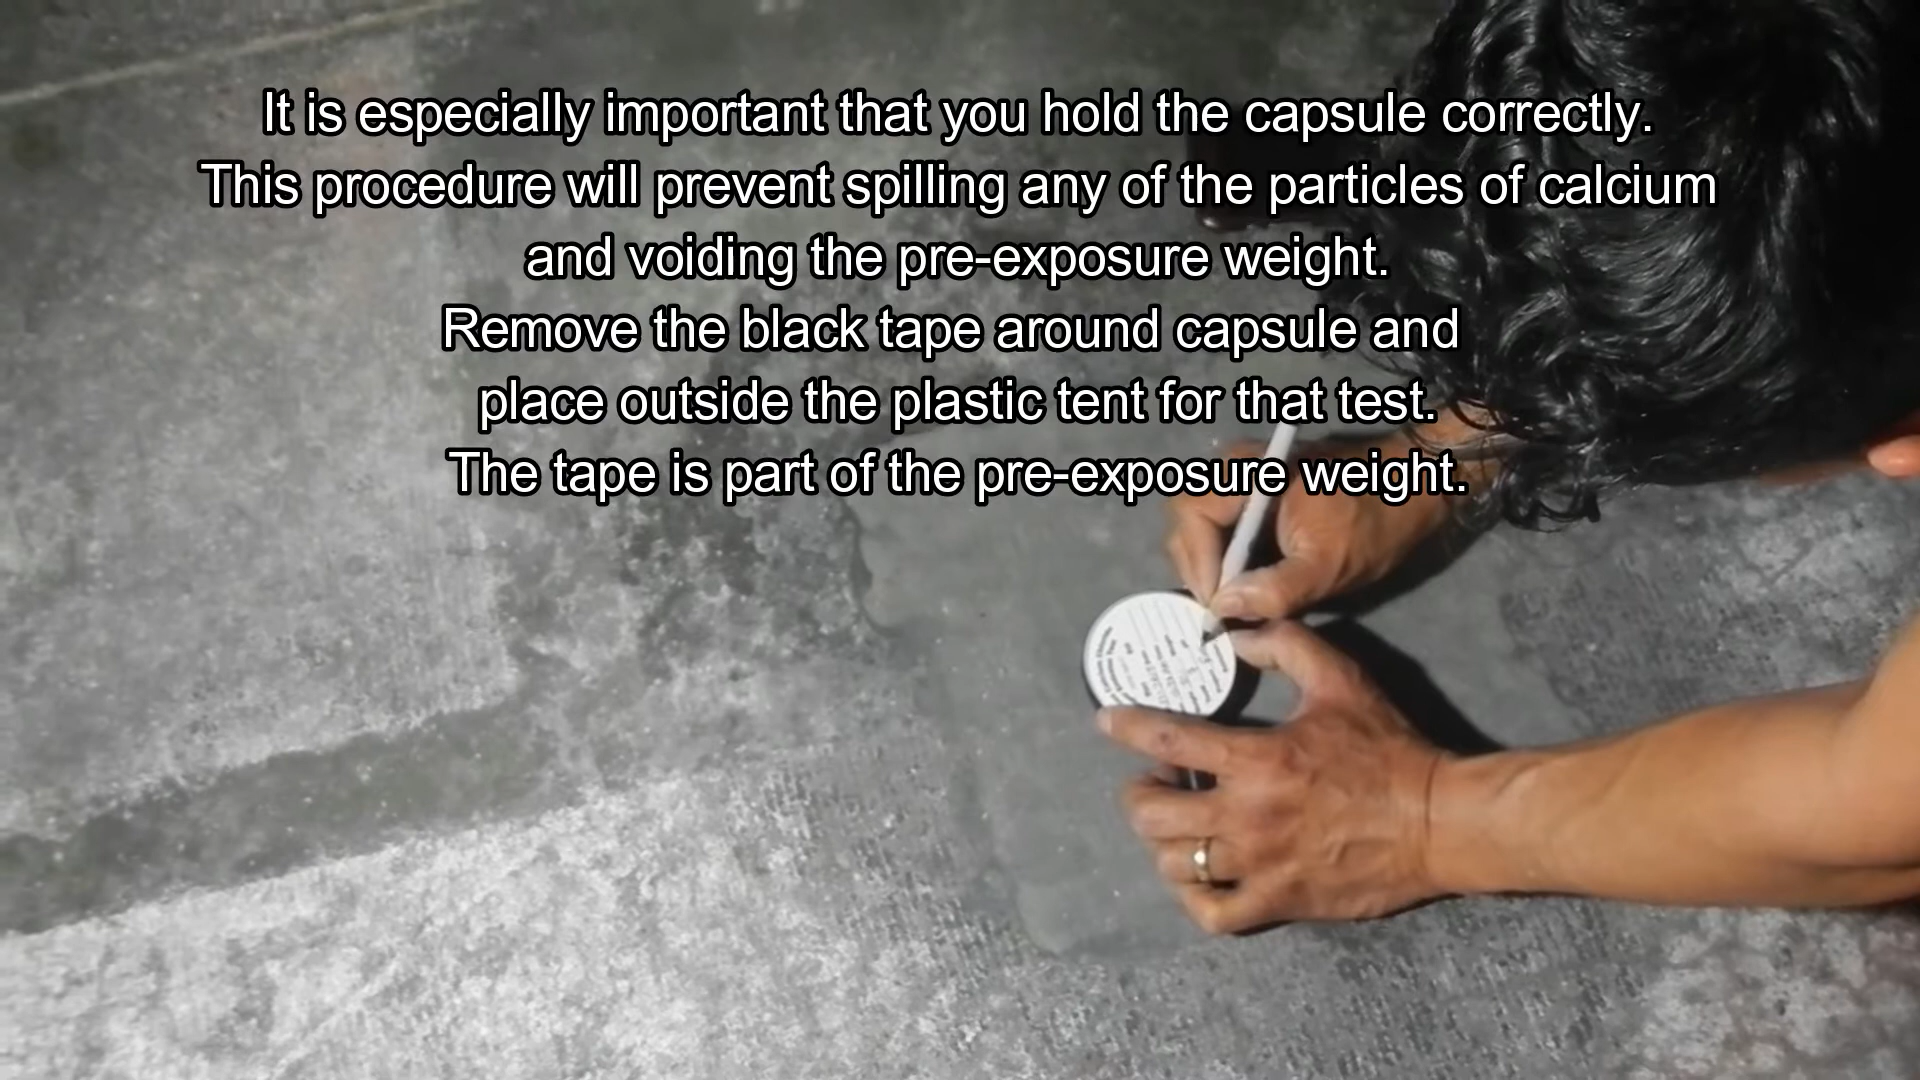 It is especially important that you hold the capsule correctly.
This procedure will prevent spilling any of the particles of calcium
and voiding the pre-exposure weight.
Remove the black tape around capsule and
place outside the plastic tent for that test.
The tape is part of the pre-exposure weight.